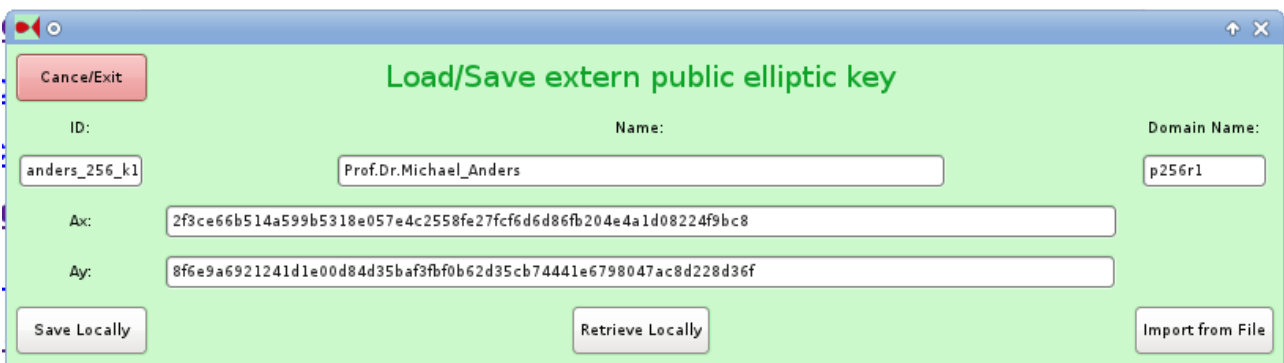 Cance/Exit
Load/Save extern public elliptic key
ID:
Name:
Domain Name:
anders_256_k1
Prof.Dr.Michael_Anders
p256r1
Ax:
2f3ce66b514a599b5318e057e4c2558fe27fcf6d6d86fb204e4a1d08224f9bc8
Ay:
8f6e9a6921241d1e00d84d35baf3fbf0b62d35cb74441e6798047ac8d228d36f
Save Locally
Retrieve Locally
Import from File